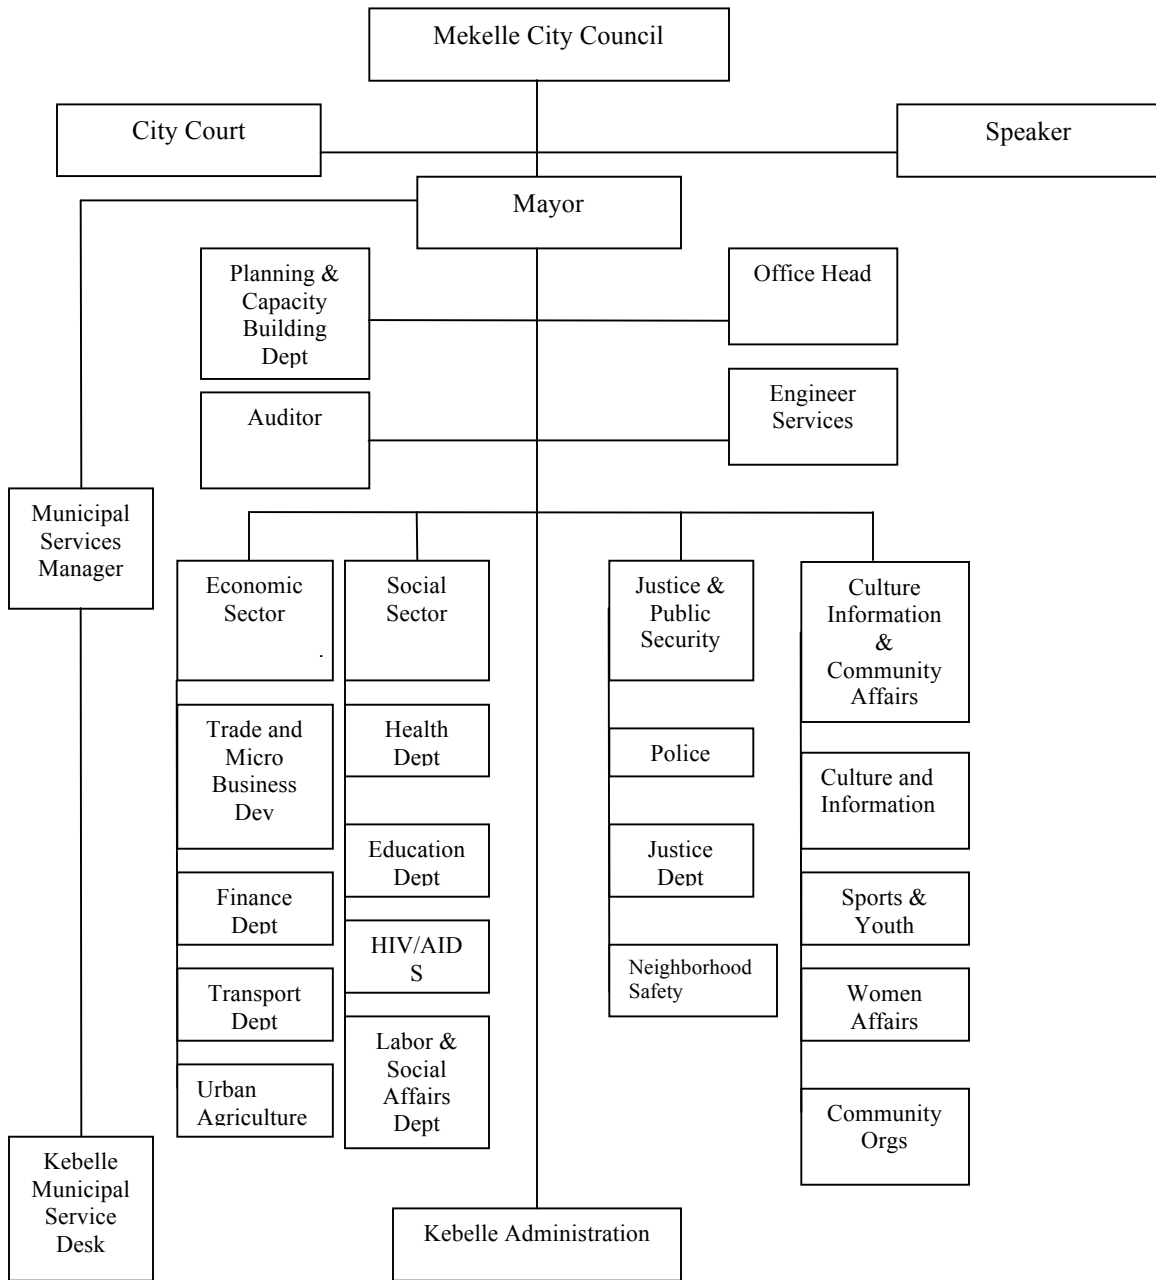 Mekelle City Council
City Court
Speaker
Mayor
Planning &
Capacity
Building
Dept
Office Head
Auditor
Engineer
Services
Municipal
Services
Manager
Economic
Sector
.
Social
Sector
Justice &
Public
Security
Culture
Information
&
Community
Affairs
Trade and
Micro
Business
Dev
Health
Dept
Police
Culture and
Information
Education
Dept
Justice
Dept
Finance
Dept
Sports &
Youth
HIV/AID
S
Neighborhood
Safety
Transport
Dept
Women
Affairs
Labor &
Social
Affairs
Dept
Urban
Agriculture
Community
Orgs
Kebelle
Municipal
Service
Desk
Kebelle Administration